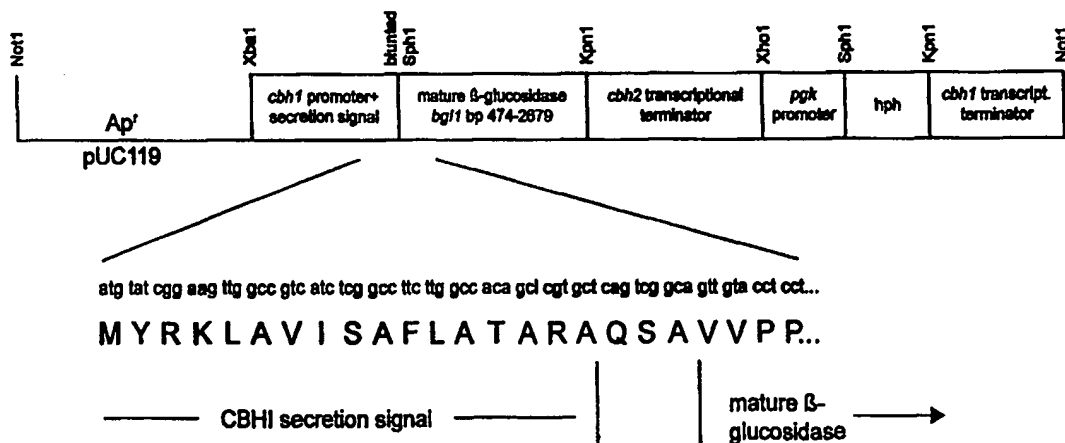 Not1
Xba1
blunted
Sph1
Kpn1
Xho1
Sph1
Kpn1
Not1
Apʳ
pUC119
cbh1 promoter+
secretion signal
mature ß-glucosidase
bgl1 bp 474-2679
cbh2 transcriptional
terminator
pgk
promoter
hph
cbh1 transcript.
terminator
atg tat cgg aag ttg gcc gtc atc tcg gcc ttc ttg gcc aca gcl cgt gct cag tcg gca gtt gta cct cct...
M Y R K L A V I S A F L A T A R A Q S A V V P P...
CBHI secretion signal
mature ß-
glucosidase